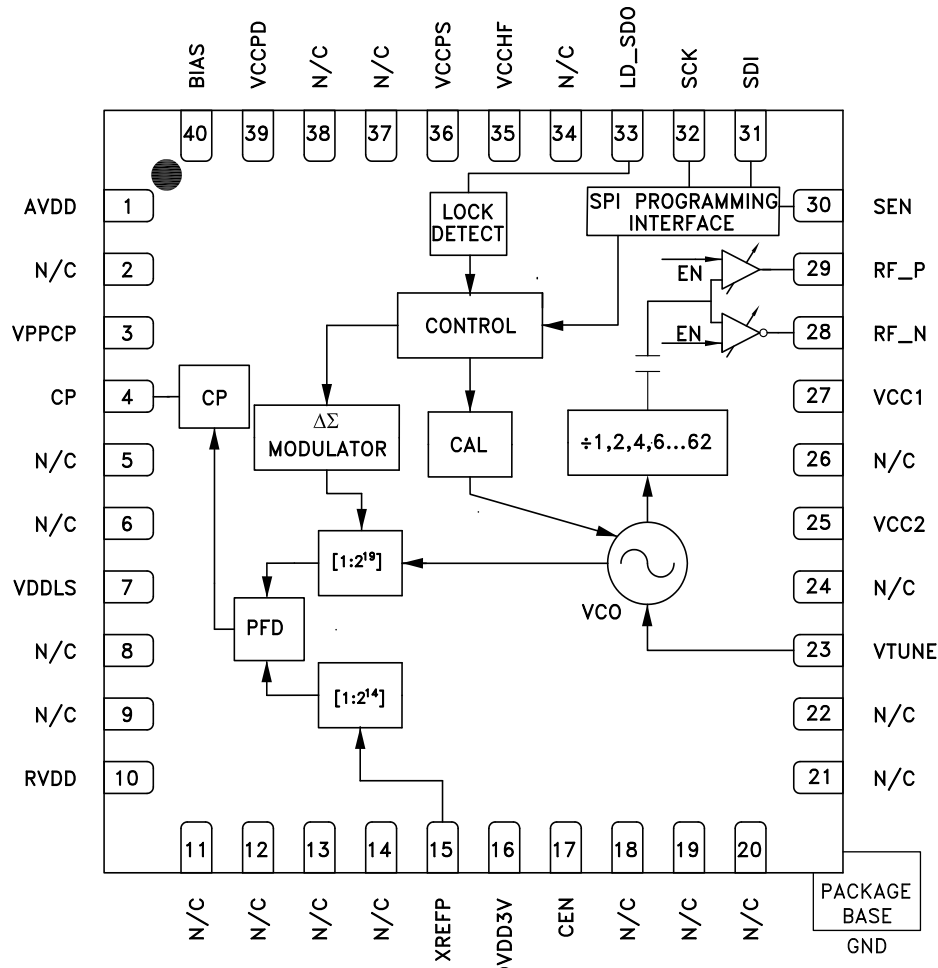 BIAS
VCCPD
N/C
N/C
VCCPS
VCCHF
N/C
LD_SDO
SCK
SDI
40
39
38
37
36
35
34
33
32
31
AVDD 1
N/C 2
VPPCP 3
CP 4
N/C 5
N/C 6
VDDLS 7
N/C 8
N/C 9
RVDD 10
LOCK
DETECT
SPI PROGRAMMING
INTERFACE
CONTROL
EN
EN
CP
ΔΣ
MODULATOR
CAL
÷1,2,4,6...62
[1:2¹⁹]
VCO
PFD
[1:2¹⁴]
30 SEN
29 RF_P
28 RF_N
27 VCC1
26 N/C
25 VCC2
24 N/C
23 VTUNE
22 N/C
21 N/C
11
12
13
14
15
16
17
18
19
20
N/C
N/C
N/C
N/C
XREFP
DVDD3V
CEN
N/C
N/C
N/C
PACKAGE
BASE
GND